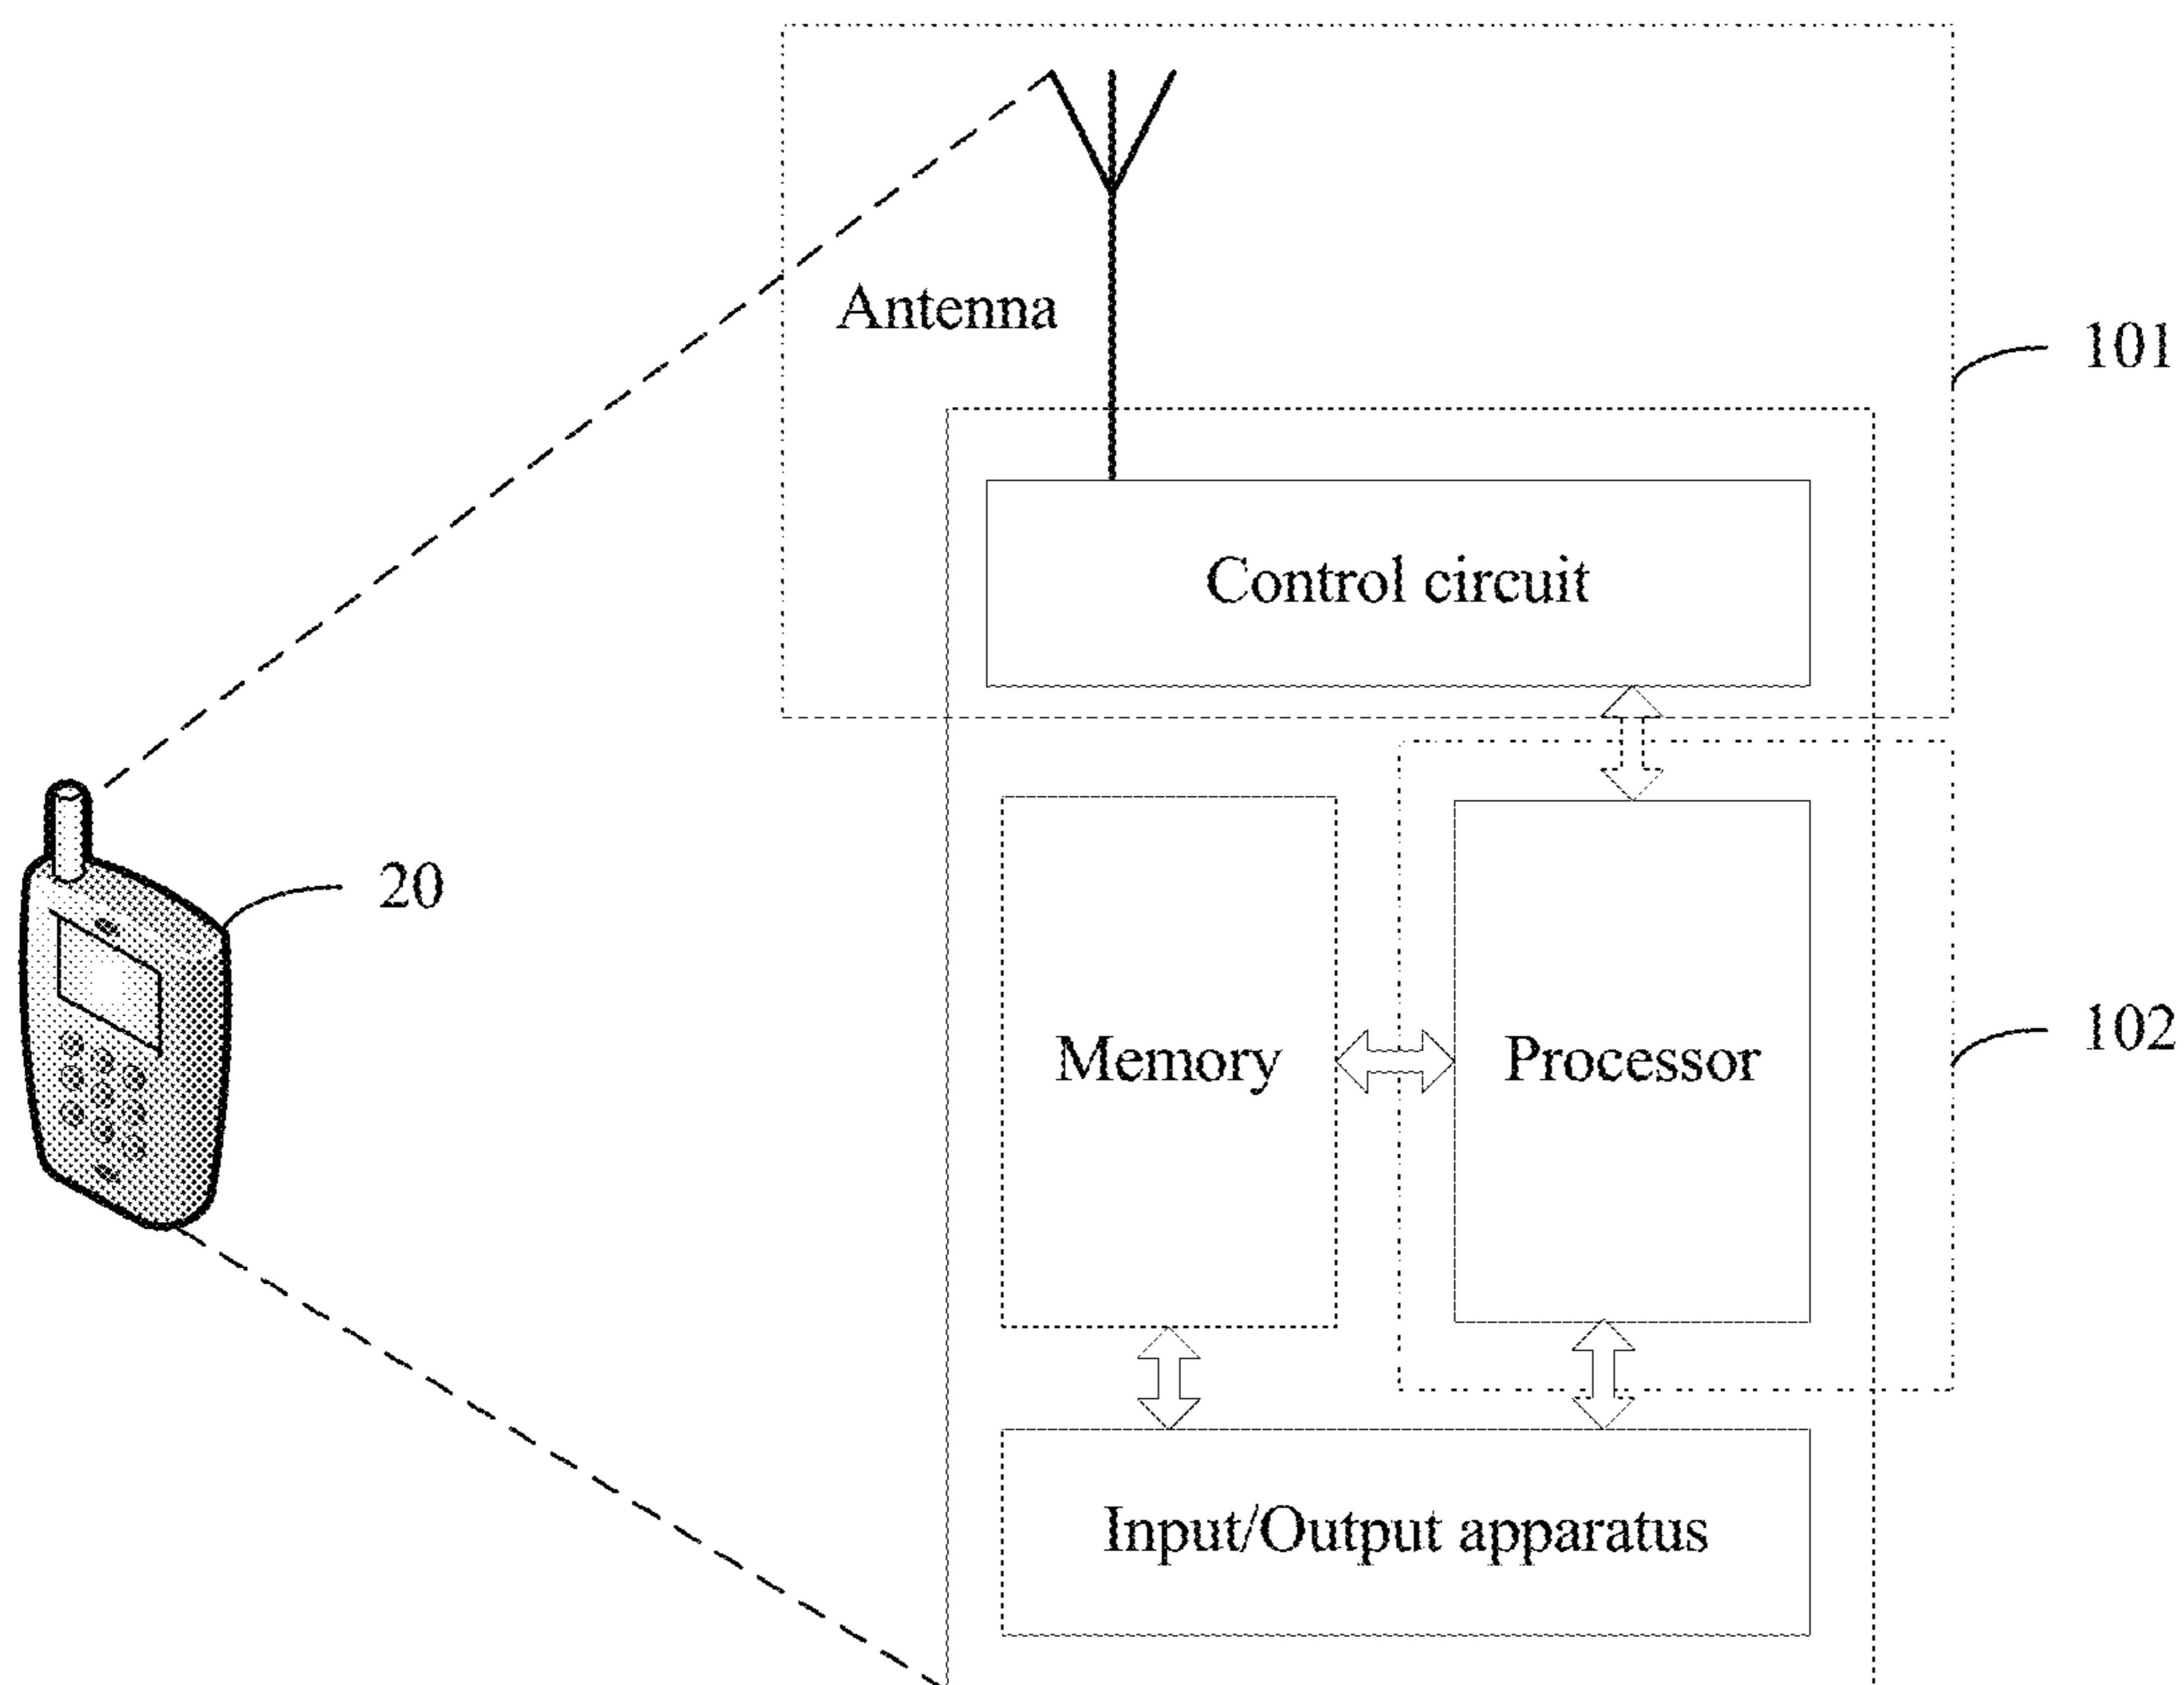 Antenna
101
Control circuit
20
Memory
Processor
102
Input/Output apparatus